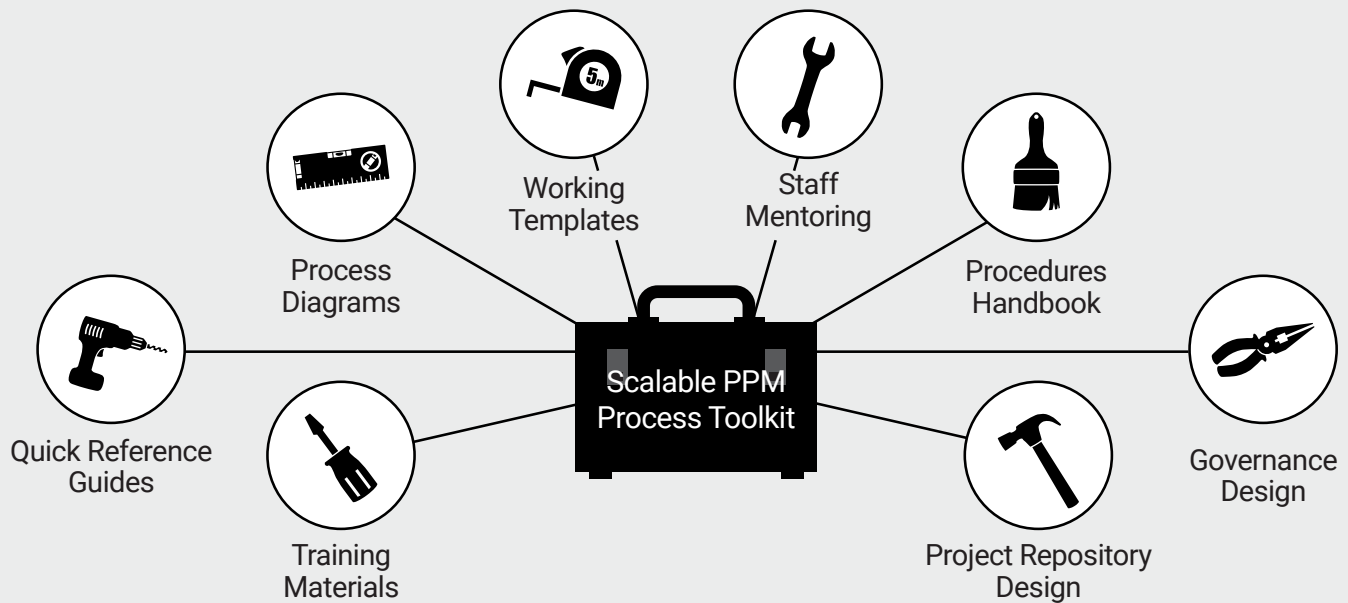 5m
Working
Templates
Staff
Mentoring
Process
Diagrams
Procedures
Handbook
Scalable PPM
Process Toolkit
Quick Reference
Guides
Governance
Design
Training
Materials
Project Repository
Design